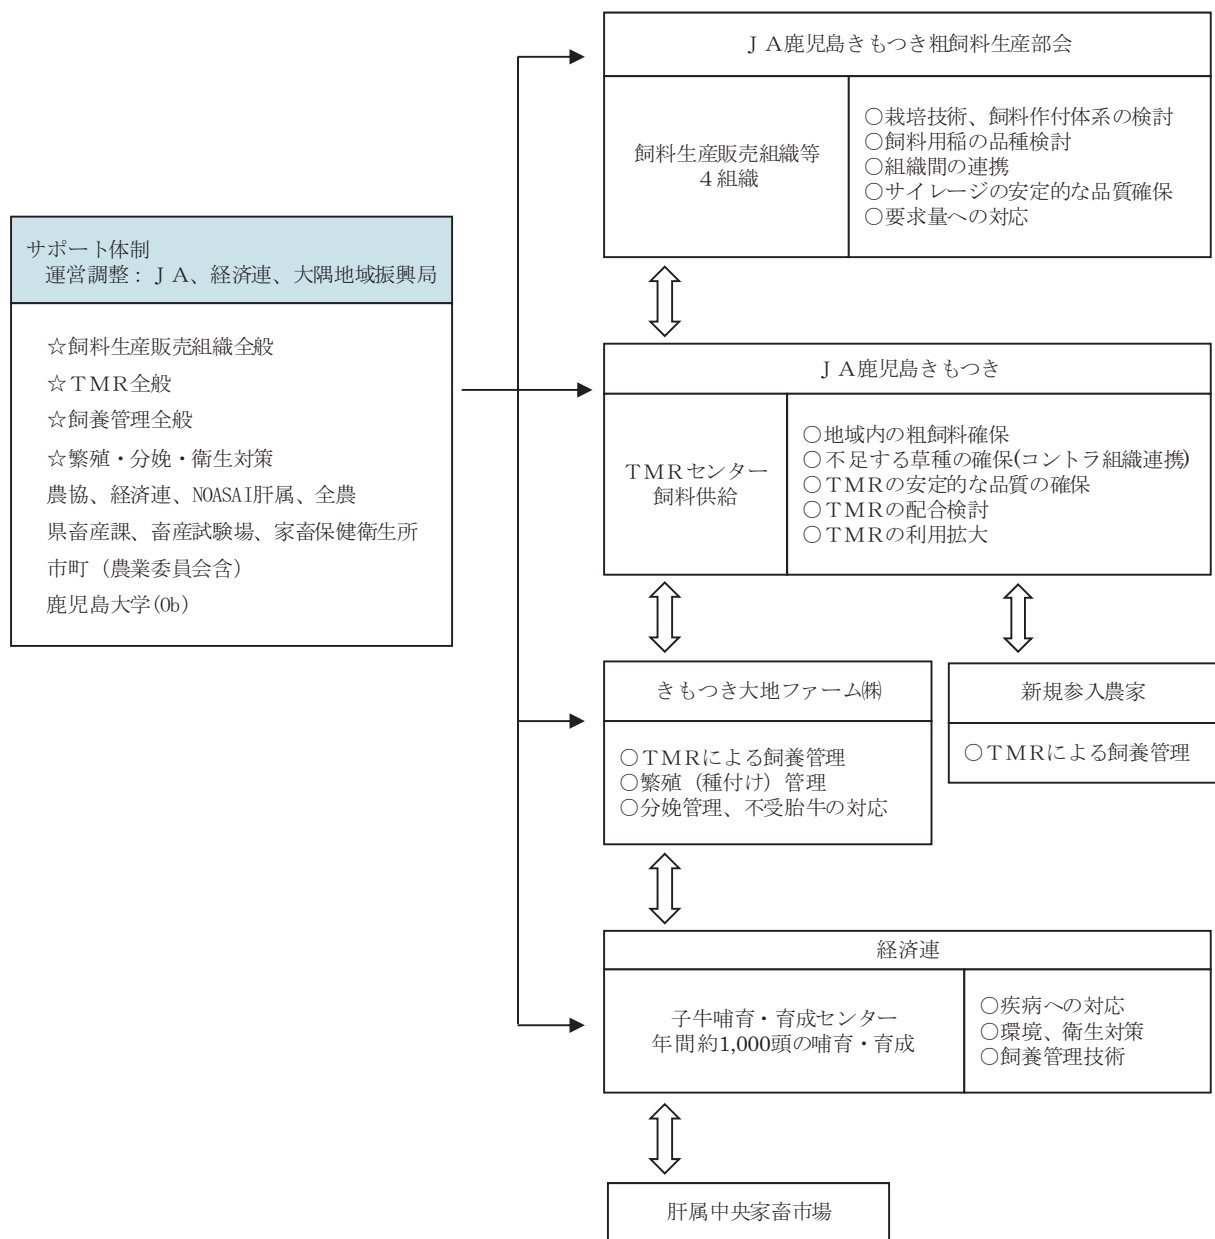 サポート体制
運営調整：ＪＡ、経済連、大隅地域振興局
☆飼料生産販売組織全般
☆ＴＭＲ全般
☆飼養管理全般
☆繁殖・分娩・衛生対策
農協、経済連、NOASAI肝属、全農
県畜産課、畜産試験場、家畜保健衛生所
市町（農業委員会含）
鹿児島大学(Ob)
ＪＡ鹿児島きもつき粗飼料生産部会
飼料生産販売組織等
４組織
○栽培技術、飼料作付体系の検討
○飼料用稲の品種検討
○組織間の連携
○サイレージの安定的な品質確保
○要求量への対応
ＪＡ鹿児島きもつき
ＴＭＲセンター
飼料供給
○地域内の粗飼料確保
○不足する草種の確保(コントラ組織連携)
○ＴＭＲの安定的な品質の確保
○ＴＭＲの配合検討
○ＴＭＲの利用拡大
きもつき大地ファーム㈱
○ＴＭＲによる飼養管理
○繁殖（種付け）管理
○分娩管理、不受胎牛の対応
新規参入農家
○ＴＭＲによる飼養管理
経済連
子牛哺育・育成センター
年間約1,000頭の哺育・育成
○疾病への対応
○環境、衛生対策
○飼養管理技術
肝属中央家畜市場